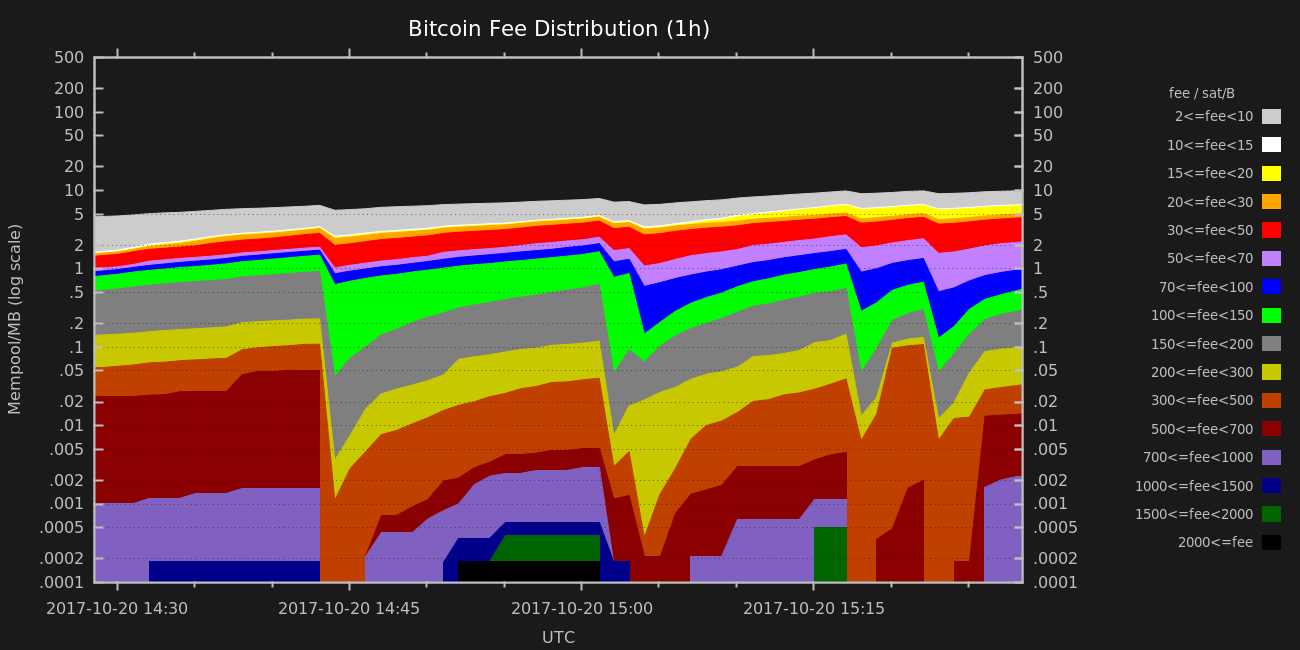 Bitcoin Fee Distribution (1h)
500
200
100
50
20
10
5
2
1
.5
.2
.1
.05
.02
.01
.005
.002
.001
.0005
.0002
.0001
Mempool/MB (log scale)
500
200
100
50
20
10
5
2
1
.5
.2
.1
.05
.02
.01
.005
.002
.001
.0005
.0002
.0001
2017-10-20 14:30
2017-10-20 14:45
2017-10-20 15:00
2017-10-20 15:15
UTC
fee / sat/B
2<=fee<10
10<=fee<15
15<=fee<20
20<=fee<30
30<=fee<50
50<=fee<70
70<=fee<100
100<=fee<150
150<=fee<200
200<=fee<300
300<=fee<500
500<=fee<700
700<=fee<1000
1000<=fee<1500
1500<=fee<2000
2000<=fee